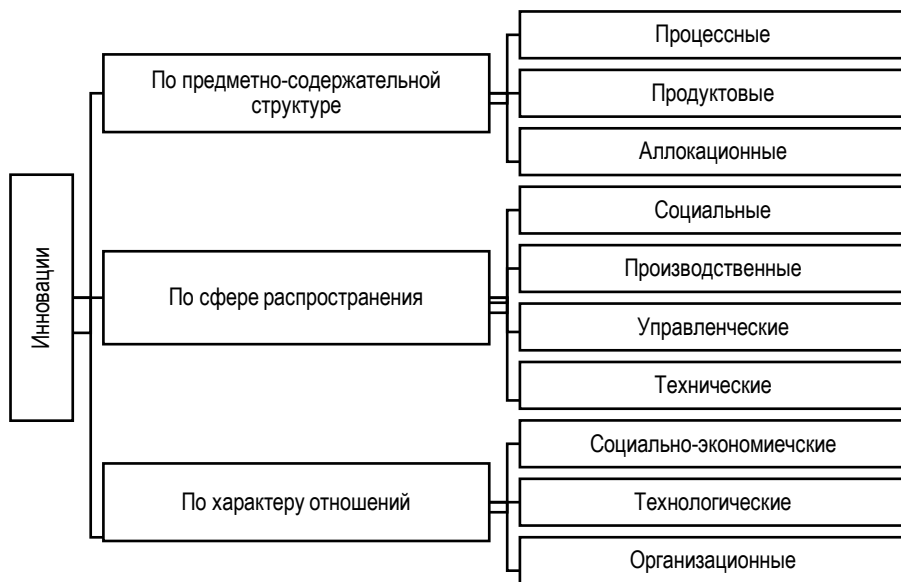 Инновации
По предметно-содержательной
структуре
Процессные
Продуктовые
Аллокационные
По сфере распространения
Социальные
Производственные
Управленческие
Технические
По характеру отношений
Социально-экономиечские
Технологические
Организационные